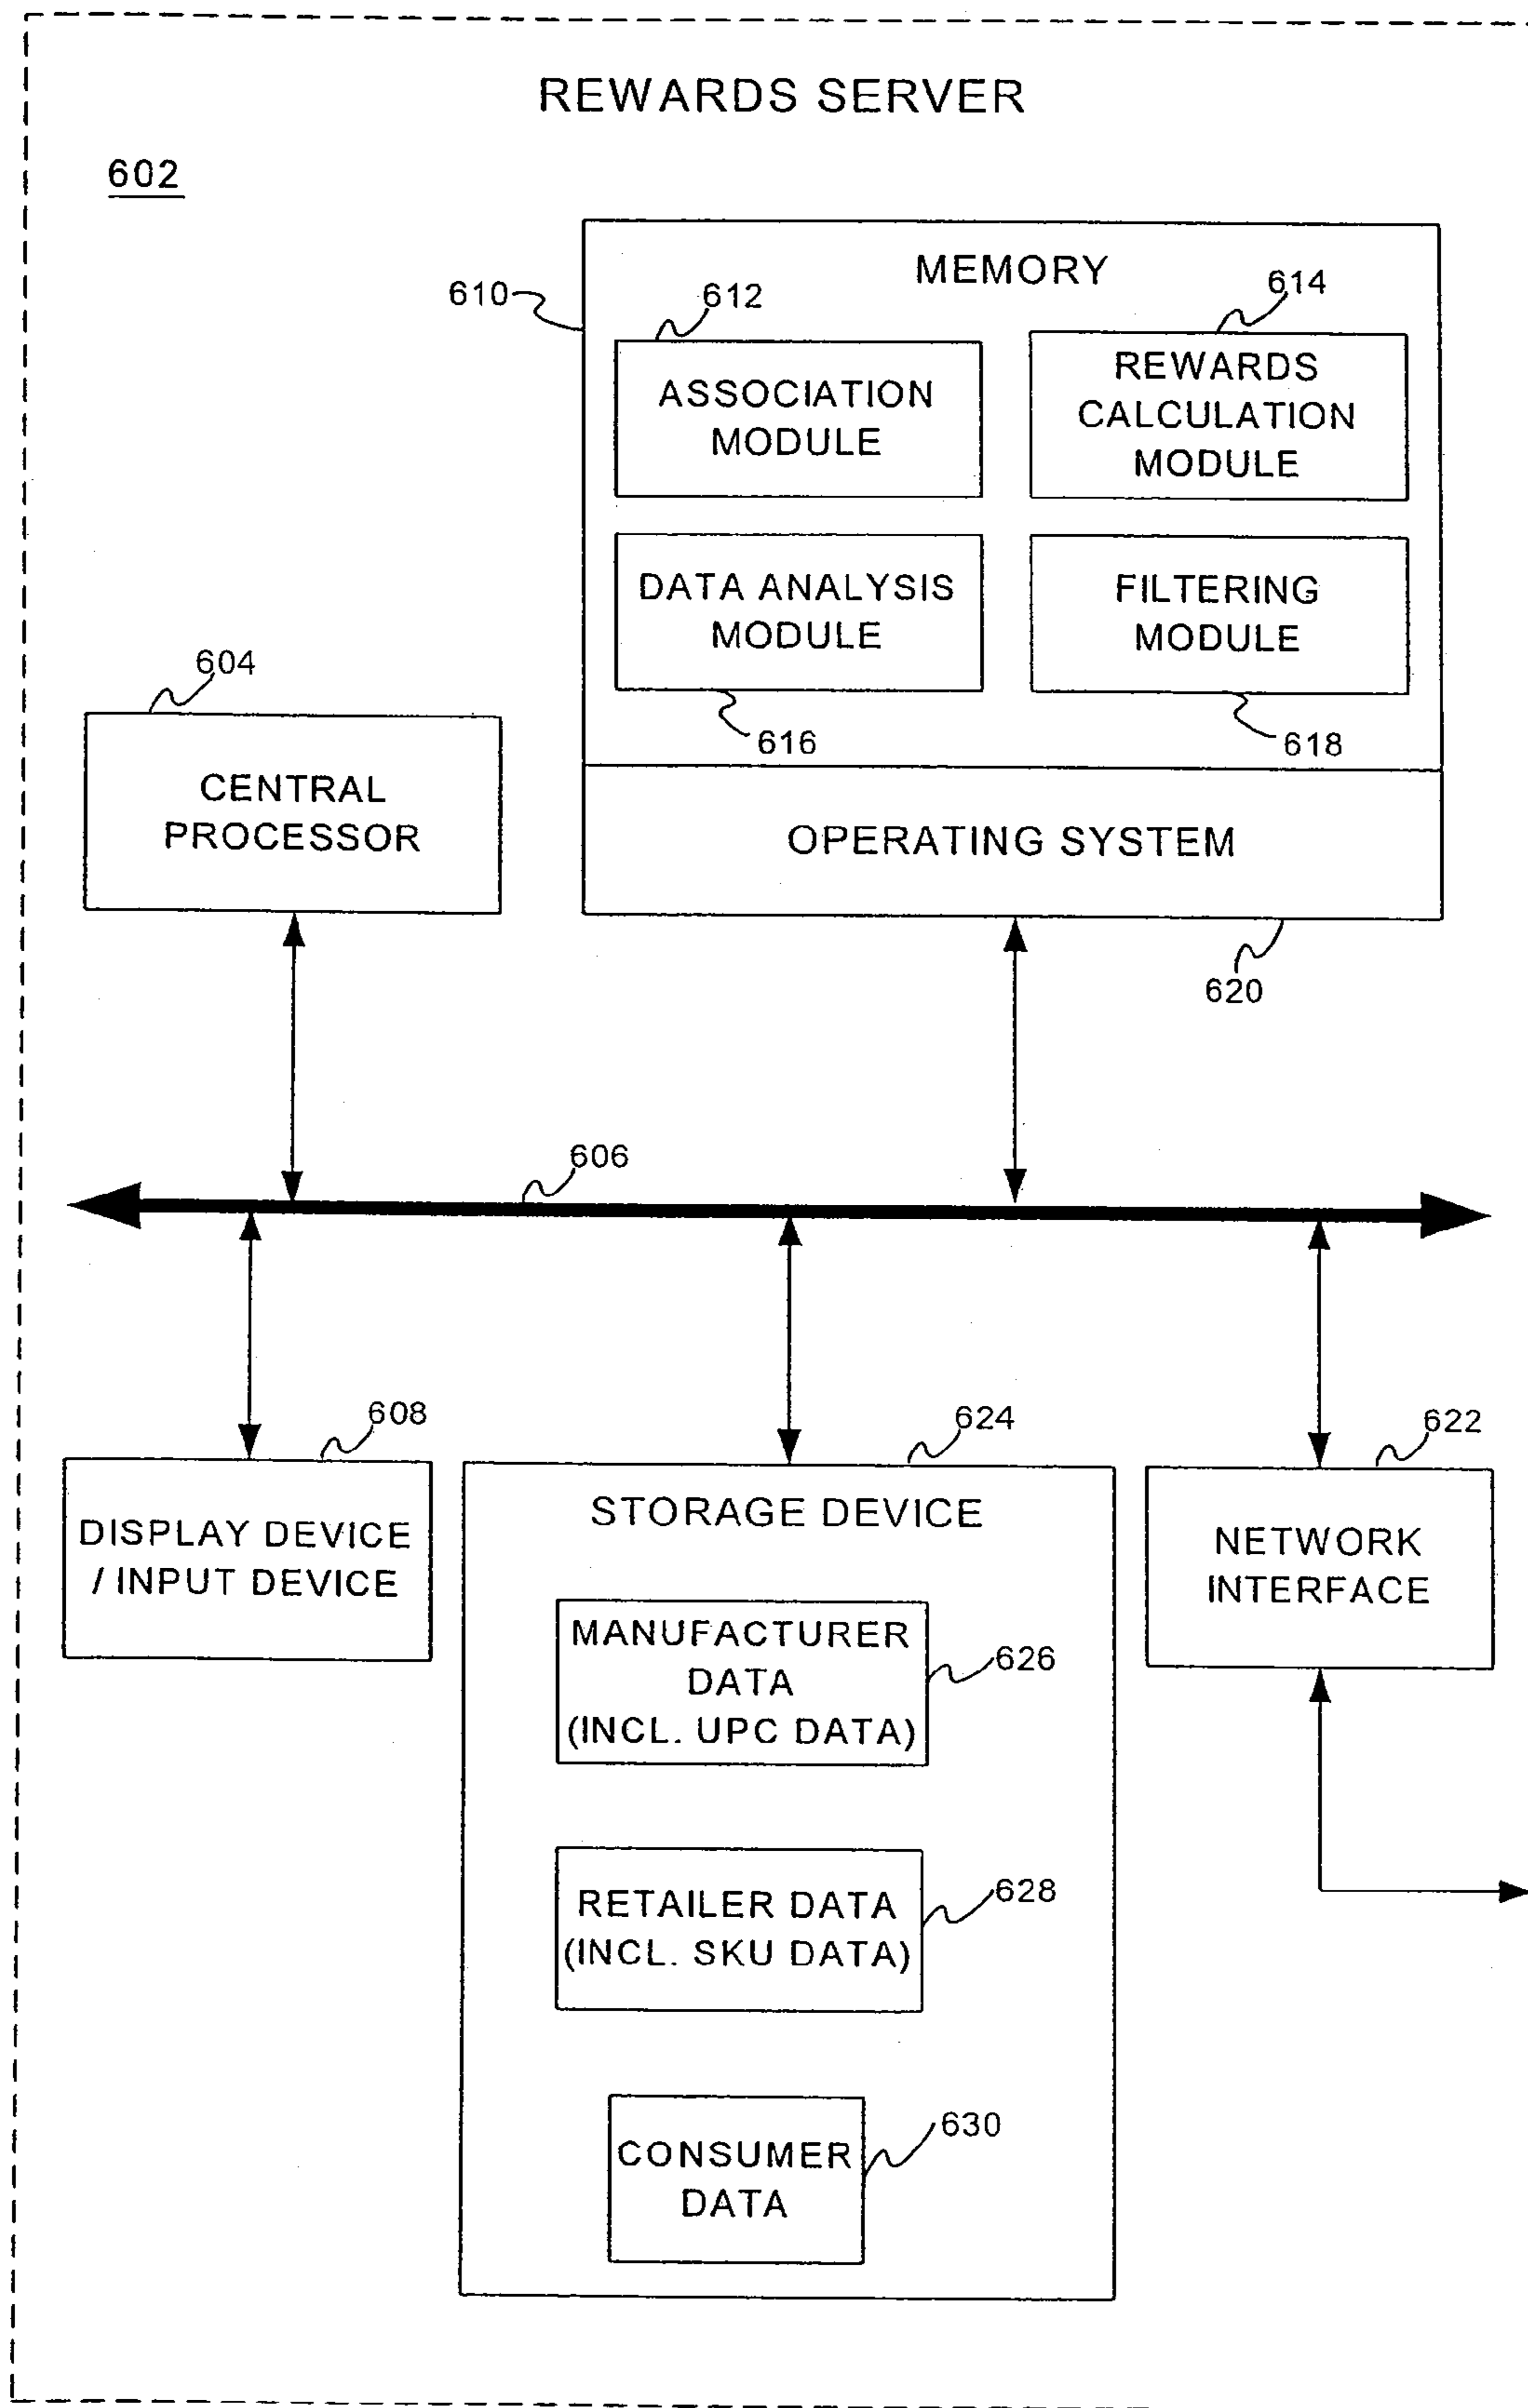 REWARDS SERVER
602
MEMORY
610
612
614
ASSOCIATION
MODULE
REWARDS
CALCULATION
MODULE
DATA ANALYSIS
MODULE
FILTERING
MODULE
616
618
604
CENTRAL
PROCESSOR
OPERATING SYSTEM
620
606
608
624
622
DISPLAY DEVICE
/ INPUT DEVICE
STORAGE DEVICE
NETWORK
INTERFACE
MANUFACTURER
DATA
(INCL. UPC DATA)
626
RETAILER DATA
(INCL. SKU DATA)
628
CONSUMER
DATA
630